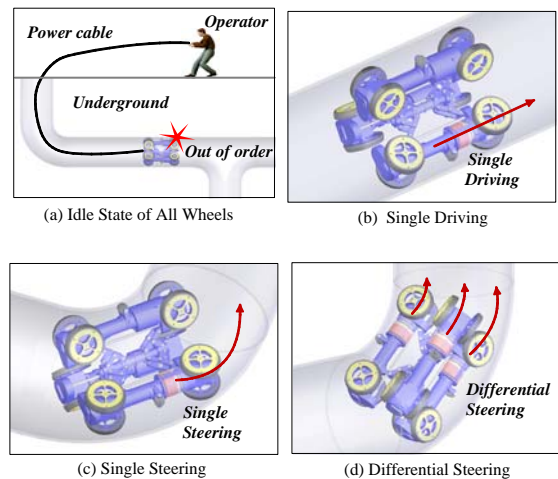 Operator
Power cable
Underground
Out of order
(a) Idle State of All Wheels
Single
Driving
(b) Single Driving
Single
Steering
(c) Single Steering
Differential
Steering
(d) Differential Steering